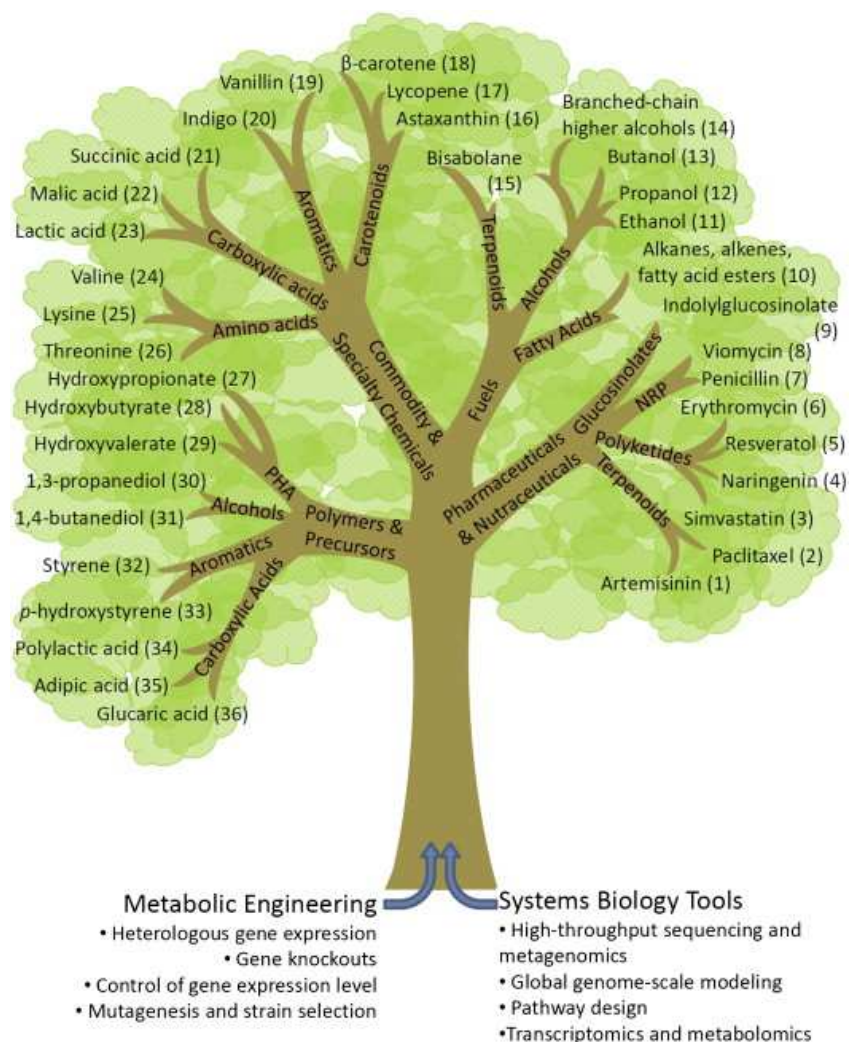 β-carotene (18)
Vanillin (19)
Lycopene (17)
Indigo (20)
Astaxanthin (16)
Branched-chain
higher alcohols (14)
Succinic acid (21)
Bisabolane
(15)
Butanol (13)
Malic acid (22)
Propanol (12)
Lactic acid (23)
Ethanol (11)
Carboxylic acids
Aromatics
Carotenoids
Terpenoids
Alcohols
Alkanes, alkenes,
fatty acid esters (10)
Valine (24)
Lysine (25)
Threonine (26)
Amino acids
Commodity &
Specialty Chemicals
Fuels
Fatty Acids
Indolylglucosinolate
(9)
Glucosinolates
Viomycin (8)
Penicillin (7)
NRP
Erythromycin (6)
Hydroxypropionate (27)
Hydroxybutyrate (28)
Hydroxyvalerate (29)
PHA
Polyketides
Resveratol (5)
Naringenin (4)
Pharmaceuticals
& Nutraceuticals
Terpenoids
Simvastatin (3)
Paclitaxel (2)
Artemisinin (1)
1,3-propanediol (30)
1,4-butanediol (31)
Alcohols
Polymers &
Precursors
Styrene (32)
Aromatics
p-hydroxystyrene (33)
Polylactic acid (34)
Carboxylic Acids
Adipic acid (35)
Glucaric acid (36)
Metabolic Engineering
• Heterologous gene expression
• Gene knockouts
• Control of gene expression level
• Mutagenesis and strain selection
Systems Biology Tools
• High-throughput sequencing and
metagenomics
• Global genome-scale modeling
• Pathway design
•Transcriptomics and metabolomics